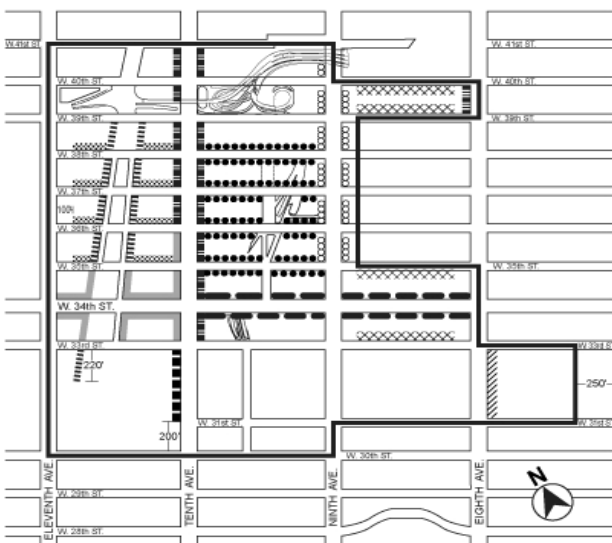 W. 41st ST.
W. 41st ST.
W. 40th ST.
W. 40th ST.
W. 39th ST.
W. 39th ST.
W. 38th ST.
W. 37th ST.
100'
W. 36th ST.
W. 35th ST.
W. 35th ST.
W. 34th ST.
W. 33rd ST.
W. 33rd S
220'
250'
W. 31st ST.
W. 31st S
200'
W. 30th ST.
W. 29th ST.
W. 28th ST.
ELEVENTH AVE.
TENTH AVE.
NINTH AVE.
EIGHTH AVE.
N